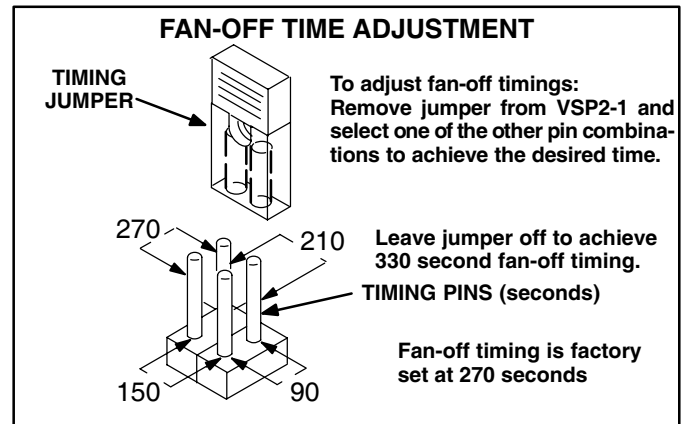 FAN-OFF TIME ADJUSTMENT
TIMING
JUMPER
To adjust fan-off timings:
Remove jumper from VSP2-1 and
select one of the other pin combina-
tions to achieve the desired time.
270
210
Leave jumper off to achieve
330 second fan-off timing.
TIMING PINS (seconds)
Fan-off timing is factory
set at 270 seconds
150
90